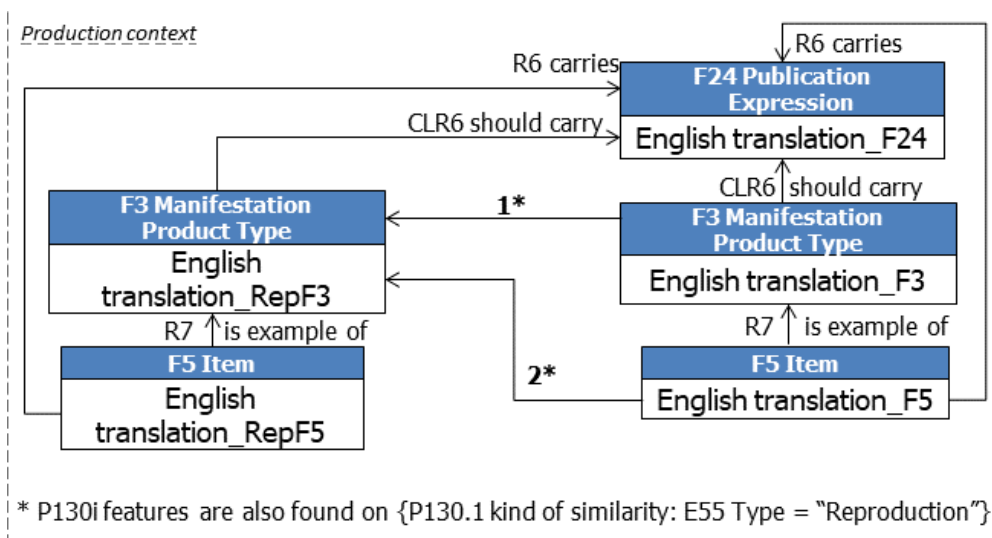 Production context
R6 carries
R6 carries
F24 Publication
Expression
English translation_F24
CLR6 should carry
CLR6 should carry
F3 Manifestation
Product Type
English
translation_RepF3
1*
F3 Manifestation
Product Type
English translation_F3
R7 is example of
R7 is example of
F5 Item
English
translation_RepF5
2*
F5 Item
English translation_F5
* P130i features are also found on {P130.1 kind of similarity: E55 Type = “Reproduction”}